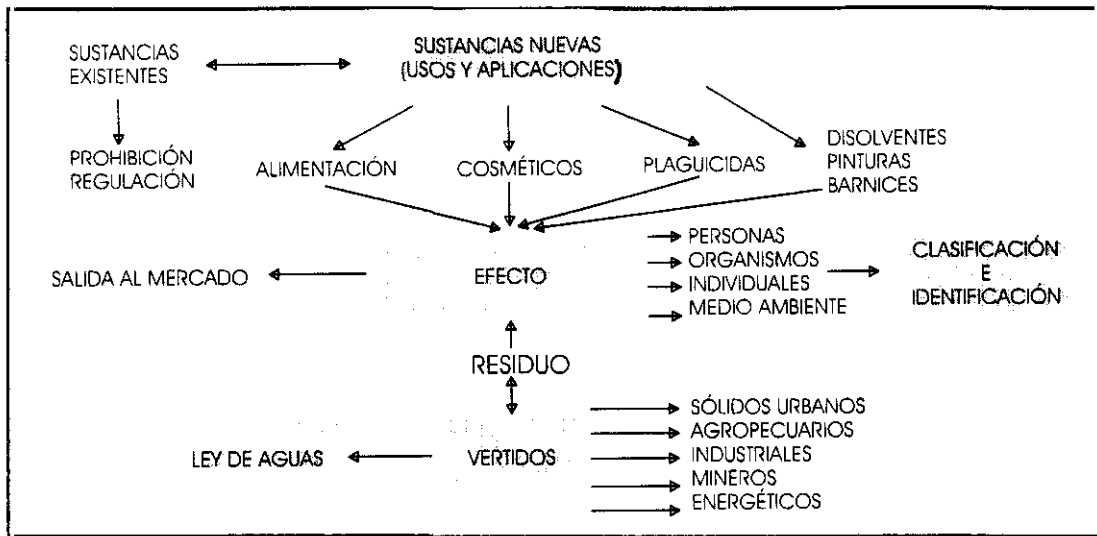 SUSTANCIAS
EXISTENTES
SUSTANCIAS NUEVAS
(USOS Y APLICACIONES)
PROHIBICIÓN
REGULACIÓN
ALIMENTACIÓN
COSMÉTICOS
PLAGUICIDAS
DISOLVENTES
PINTURAS
BARNICES
SALIDA AL MERCADO
EFECTO
PERSONAS
ORGANISMOS
INDIVIDUALES
MEDIO AMBIENTE
CLASIFICACIÓN
E
IDENTIFICACIÓN
RESIDUO
LEY DE AGUAS
VERTIDOS
SÓLIDOS URBANOS
AGROPECUARIOS
INDUSTRIALES
MINEROS
ENERGÉTICOS